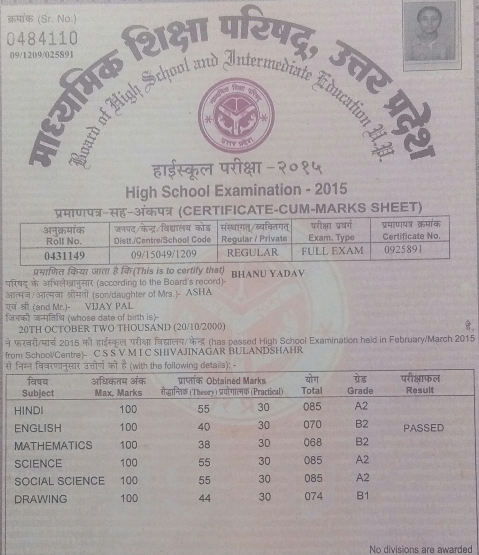 क्रमांक (Sr. No.)
0484110
09/1209/025891
माध्यमिक शिक्षा परिषद्, उत्तर प्रदेश
Board of High School and Intermediate Education U.P.
हाईस्कूल परीक्षा - २०१५
High School Examination - 2015
प्रमाणपत्र-सह-अंकपत्र (CERTIFICATE-CUM-MARKS SHEET)
अनुक्रमांक जनपद/केन्द्र/विद्यालय कोड संस्थागत/व्यक्तिगत परीक्षा प्रवर्ग प्रमाणपत्र क्रमांक
Roll No. Distt./Centre/School Code Regular / Private Exam. Type Certificate No.
0431149 09/15049/1209 REGULAR FULL EXAM 0925891
प्रमाणित किया जाता है कि (This is to certify that) BHANU YADAV
परिषद् के अभिलेखानुसार (according to the Board's record)-
आत्मज/आत्मजा श्रीमती (son/daughter of Mrs.)- ASHA
एवं श्री (and Mr.)- VIJAY PAL
जिनकी जन्मतिथि (whose date of birth is)-
20TH OCTOBER TWO THOUSAND (20/10/2000) है,
ने फरवरी/मार्च 2015 की हाईस्कूल परीक्षा विद्यालय/केन्द्र (has passed High School Examination held in February/March 2015
from School/Centre)- C S S V M I C SHIVAJINAGAR BULANDSHAHR
से निम्न विवरणानुसार उत्तीर्ण की है (with the following details):-
विषय अधिकतम अंक प्राप्तांक Obtained Marks योग ग्रेड परीक्षाफल
Subject Max. Marks सैद्धान्तिक (Theory) प्रयोगात्मक (Practical) Total Grade Result
HINDI 100 55 30 085 A2
ENGLISH 100 40 30 070 B2 PASSED
MATHEMATICS 100 38 30 068 B2
SCIENCE 100 55 30 085 A2
SOCIAL SCIENCE 100 55 30 085 A2
DRAWING 100 44 30 074 B1
No divisions are awarded